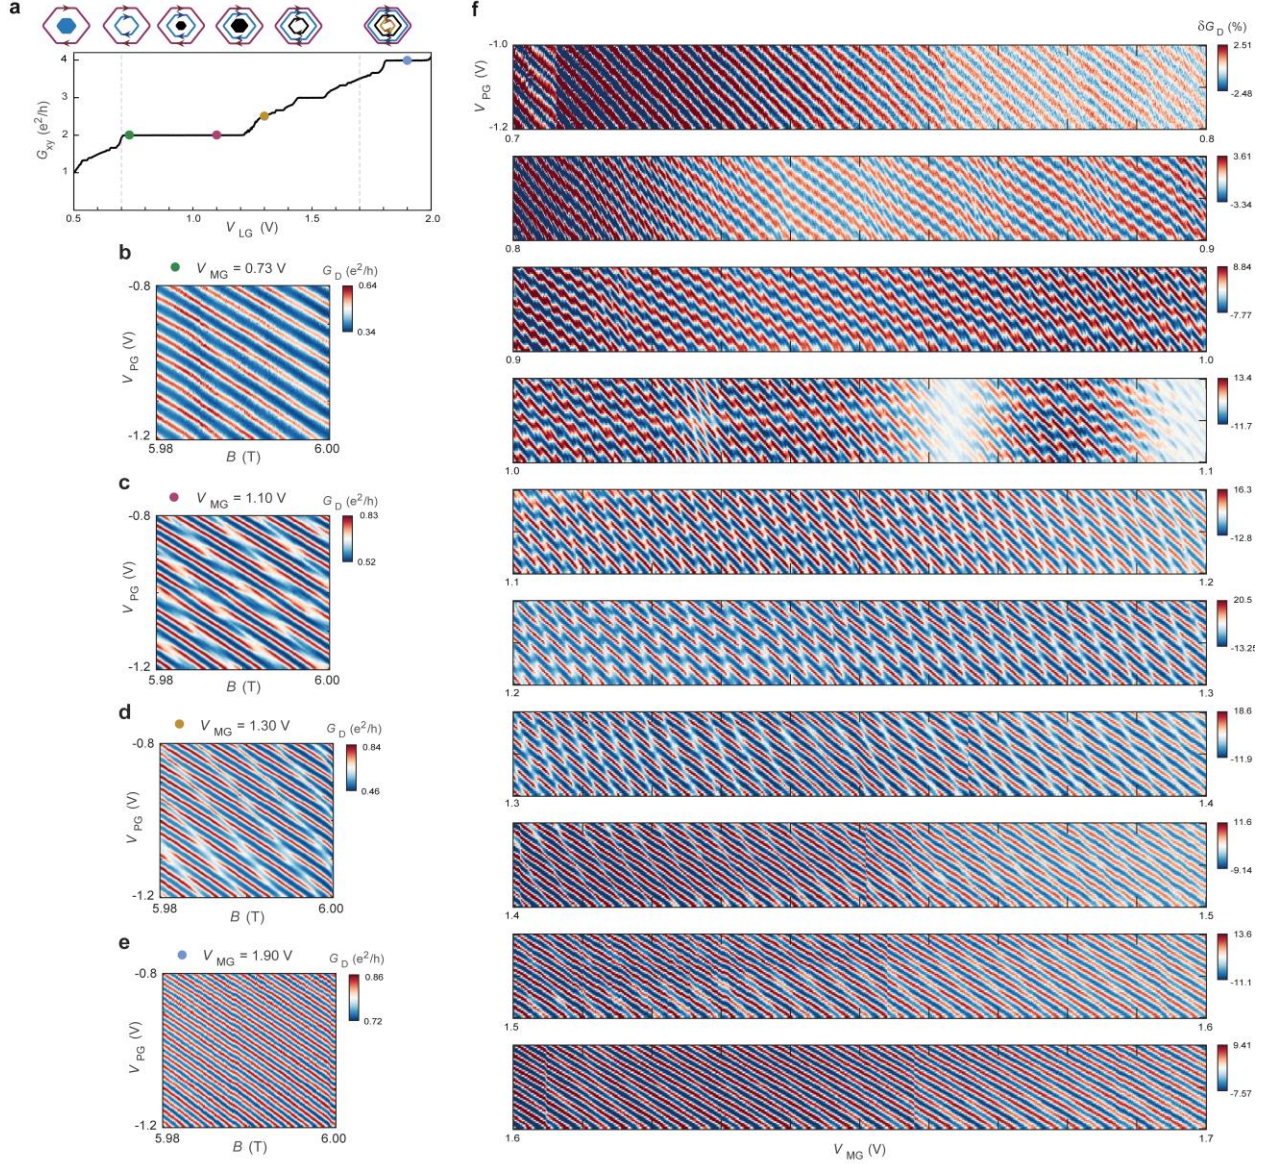 a
4
3
2
1
G xy (e²/h)
0.5 1.0 1.5 2.0
V LG (V)
b
V MG = 0.73 V
G D (e²/h)
0.64
0.34
-0.8
V PG (V)
-1.2
5.98 6.00
B (T)
c
V MG = 1.10 V
G D (e²/h)
0.83
0.52
-0.8
V PG (V)
-1.2
5.98 6.00
B (T)
d
V MG = 1.30 V
G D (e²/h)
0.84
0.46
-0.8
V PG (V)
-1.2
5.98 6.00
B (T)
e
V MG = 1.90 V
G D (e²/h)
0.86
0.72
-0.8
V PG (V)
-1.2
5.98 6.00
B (T)
f
δG D (%)
-1.0
V PG (V)
-1.2
0.7 0.8
2.51
-2.48
0.8 0.9
3.61
-3.34
0.9 1.0
8.84
-7.77
1.0 1.1
13.4
-11.7
1.1 1.2
16.3
-12.8
1.2 1.3
20.5
-13.25
1.3 1.4
18.6
-11.9
1.4 1.5
11.6
-9.14
1.5 1.6
13.6
-11.1
1.6 1.7
9.41
-7.57
V MG (V)